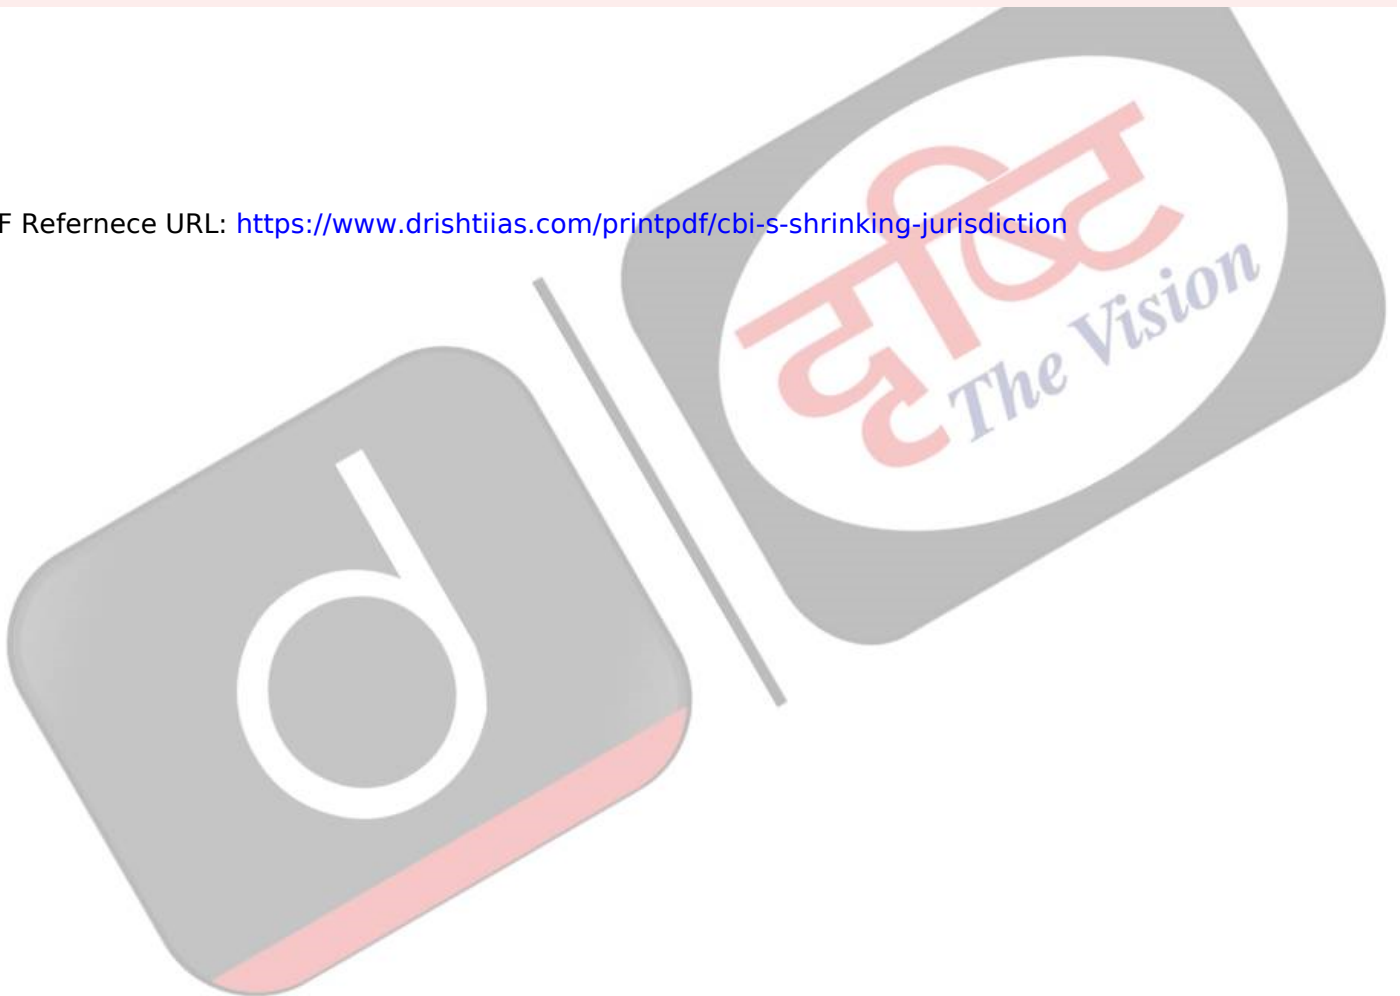 F Refernece URL: https://www.drishtiias.com/printpdf/cbi-s-shrinking-jurisdiction
दृष्टि
The Vision
d